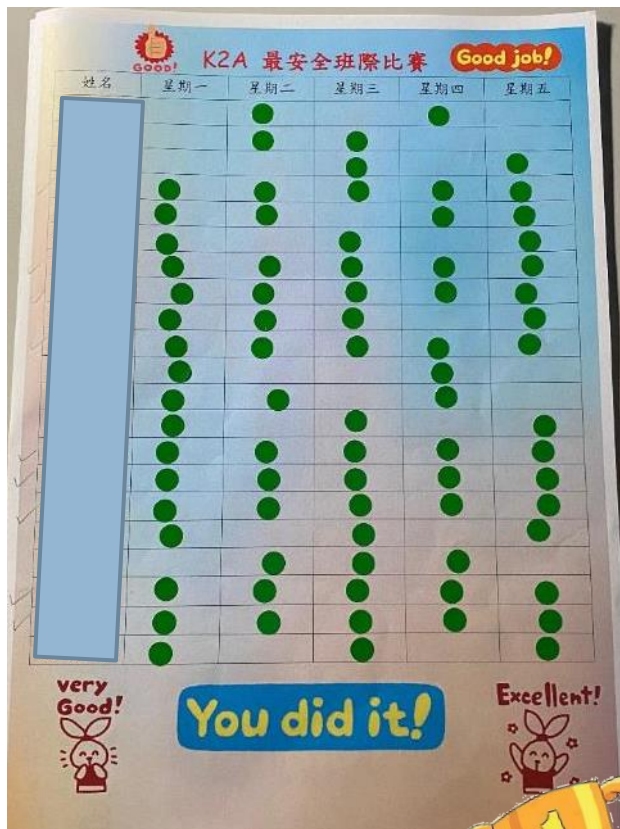 GOOD!
K2A 最安全班際比賽
Good job!
姓名 星期一 星期二 星期三 星期四 星期五
very
Good!
You did it!
Excellent!
1